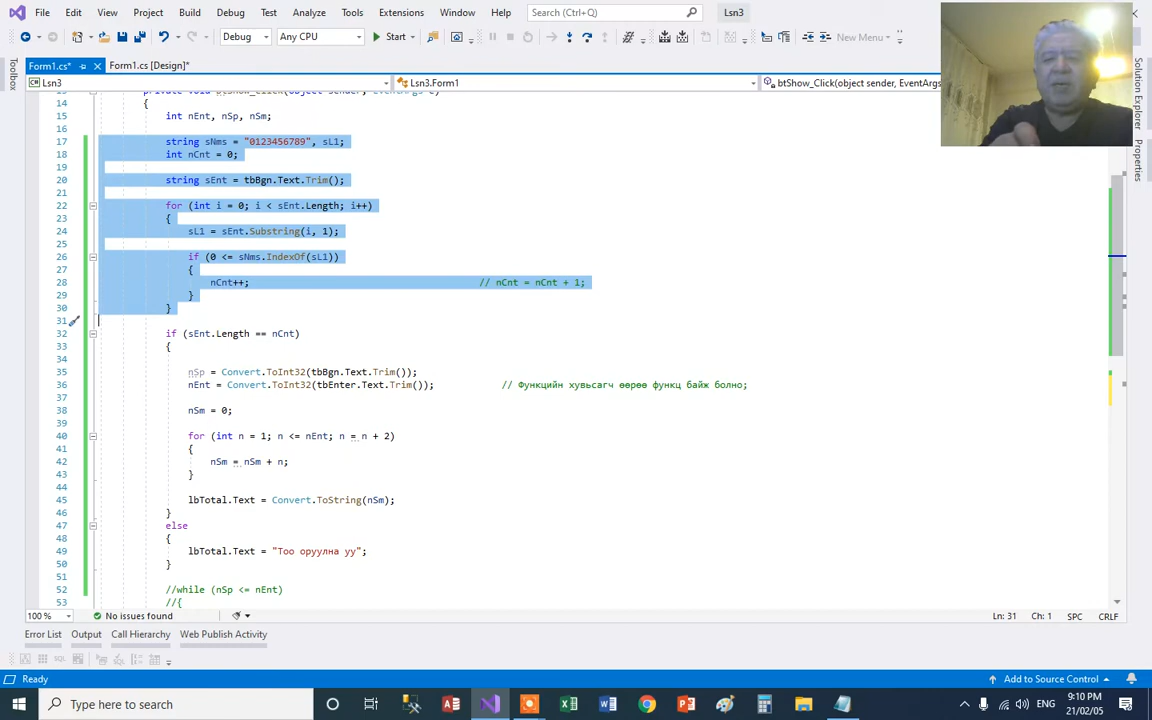 File Edit View Project Build Debug Test Analyze Tools Extensions Window Help Search (Ctrl+Q) Lsn3
Debug Any CPU Start New Menu
Form1.cs* Form1.cs [Design]*
Lsn3 Lsn3.Form1 btShow_Click(object sender, EventArgs
Toolbox
Solution Explorer
Properties
14 {
15 int nEnt, nSp, nSm;
16
17 string sNms = "0123456789", sL1;
18 int nCnt = 0;
19
20 string sEnt = tbBgn.Text.Trim();
21
22 for (int i = 0; i < sEnt.Length; i++)
23 {
24 sL1 = sEnt.Substring(i, 1);
25
26 if (0 <= sNms.IndexOf(sL1))
27 {
28 nCnt++; // nCnt = nCnt + 1;
29 }
30 }
31
32 if (sEnt.Length == nCnt)
33 {
34
35 nSp = Convert.ToInt32(tbBgn.Text.Trim());
36 nEnt = Convert.ToInt32(tbEnter.Text.Trim()); // Функцийн хувьсагч өөрөө функц байж болно;
37
38 nSm = 0;
39
40 for (int n = 1; n <= nEnt; n = n + 2)
41 {
42 nSm = nSm + n;
43 }
44
45 lbTotal.Text = Convert.ToString(nSm);
46 }
47 else
48 {
49 lbTotal.Text = "Тоо оруулна уу";
50 }
51
52 //while (nSp <= nEnt)
53 //{
100 % No issues found Ln: 31 Ch: 1 SPC CRLF
Error List Output Call Hierarchy Web Publish Activity
Ready Add to Source Control
Type here to search ENG 9:10 PM
21/02/05